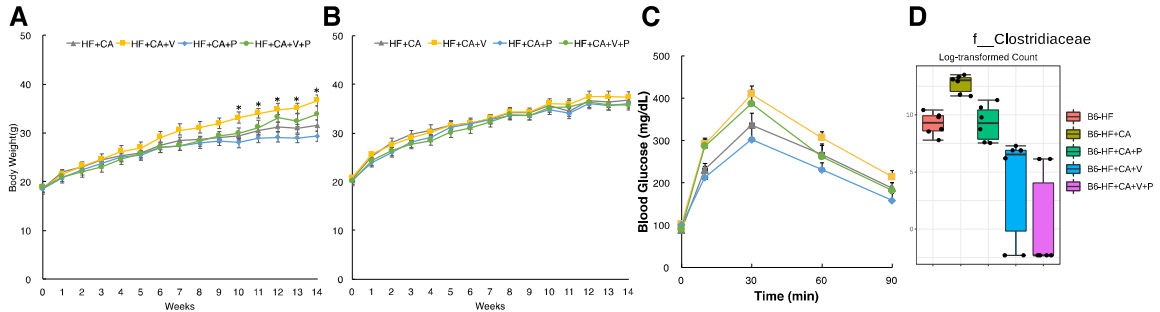 A
HF+CA HF+CA+V HF+CA+P HF+CA+V+P
50
40
30
20
10
0
Body Weight(g)
* * * * *
0 1 2 3 4 5 6 7 8 9 10 11 12 13 14
Weeks
B
HF+CA HF+CA+V HF+CA+P HF+CA+V+P
50
40
30
20
10
0
0 1 2 3 4 5 6 7 8 9 10 11 12 13 14
Weeks
C
500
400
300
200
100
0
Blood Glucose (mg/dL)
0 30 60 90
Time (min)
D
f__Clostridiaceae
Log-transformed Count
10
5
0
B6-HF
B6-HF+CA
B6-HF+CA+P
B6-HF+CA+V
B6-HF+CA+V+P